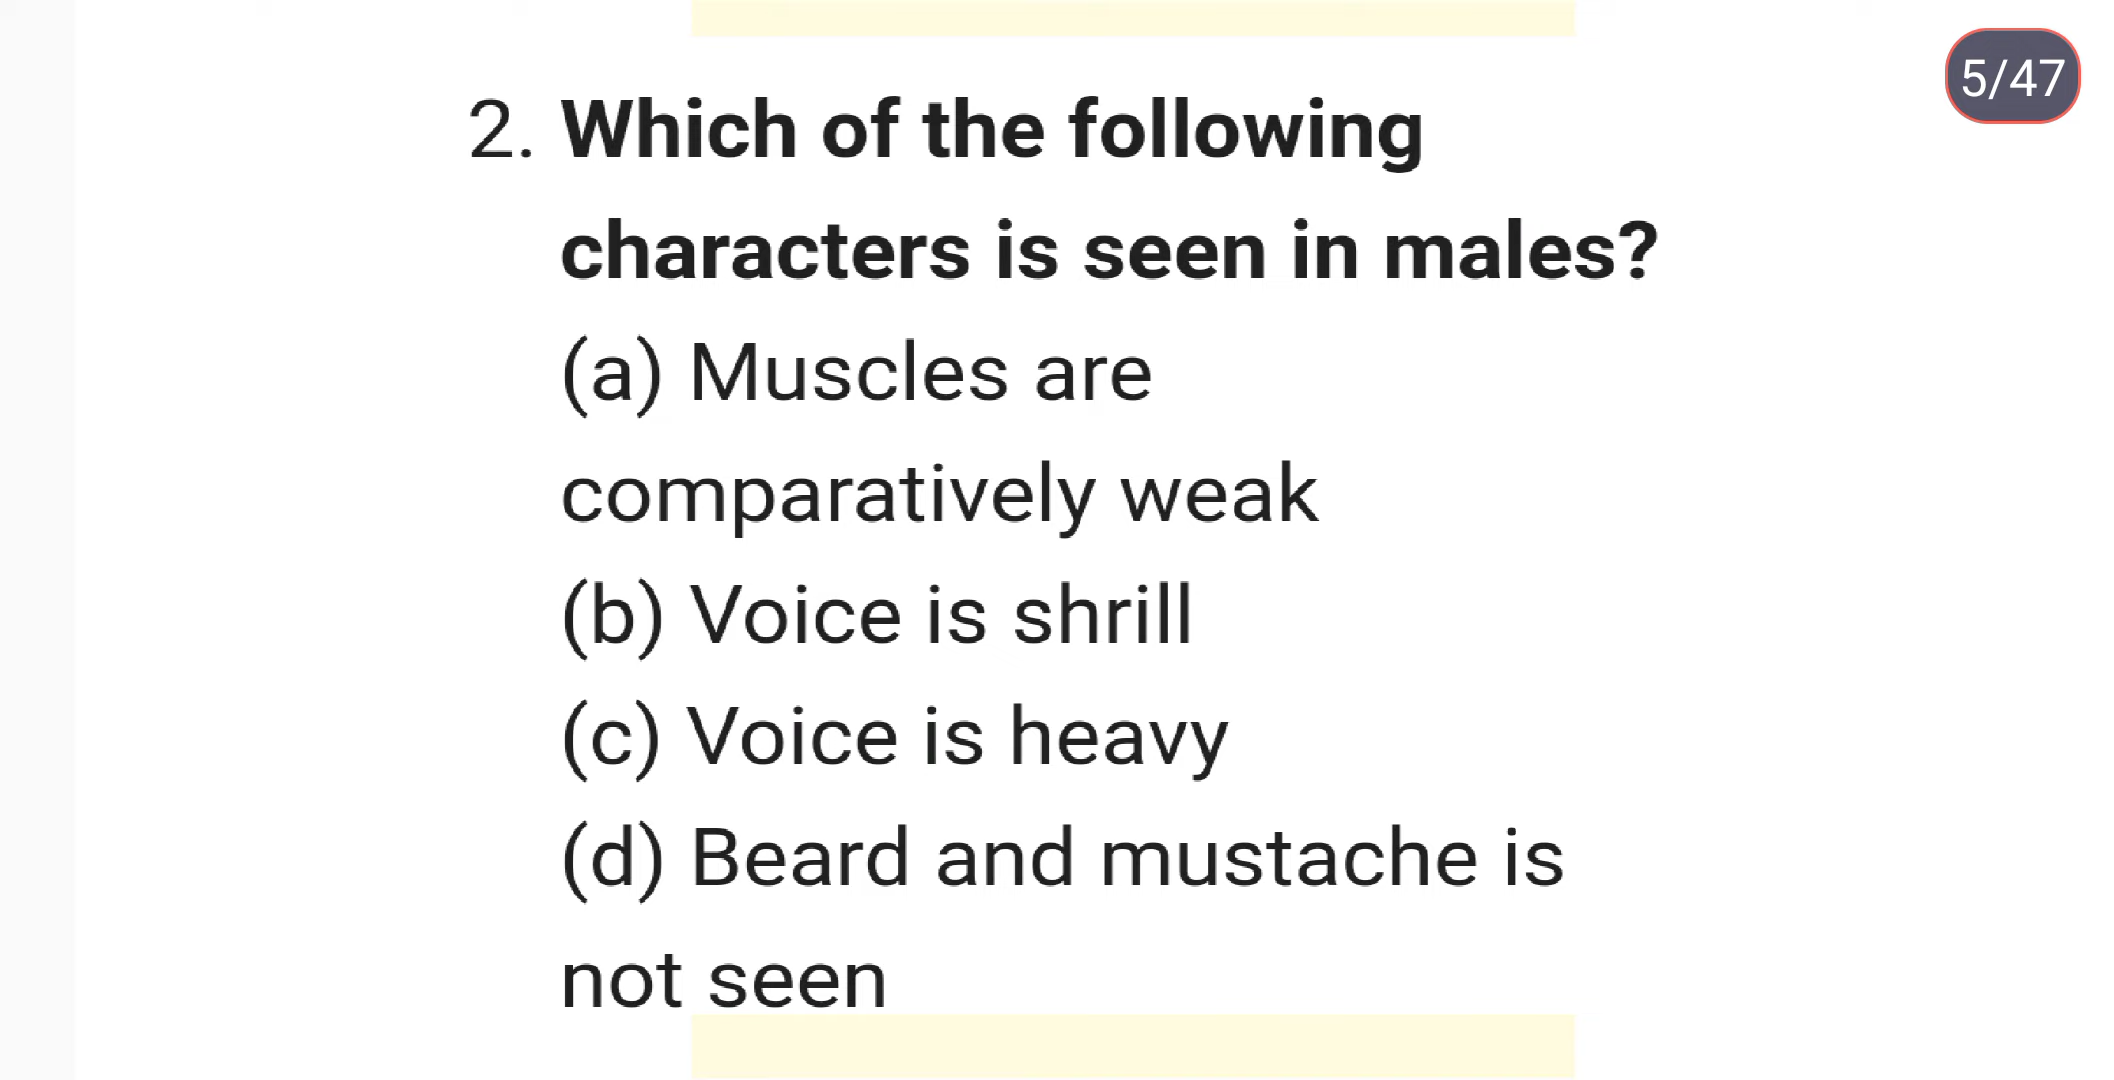 5/47
2. Which of the following
characters is seen in males?
(a) Muscles are
comparatively weak
(b) Voice is shrill
(c) Voice is heavy
(d) Beard and mustache is
not seen